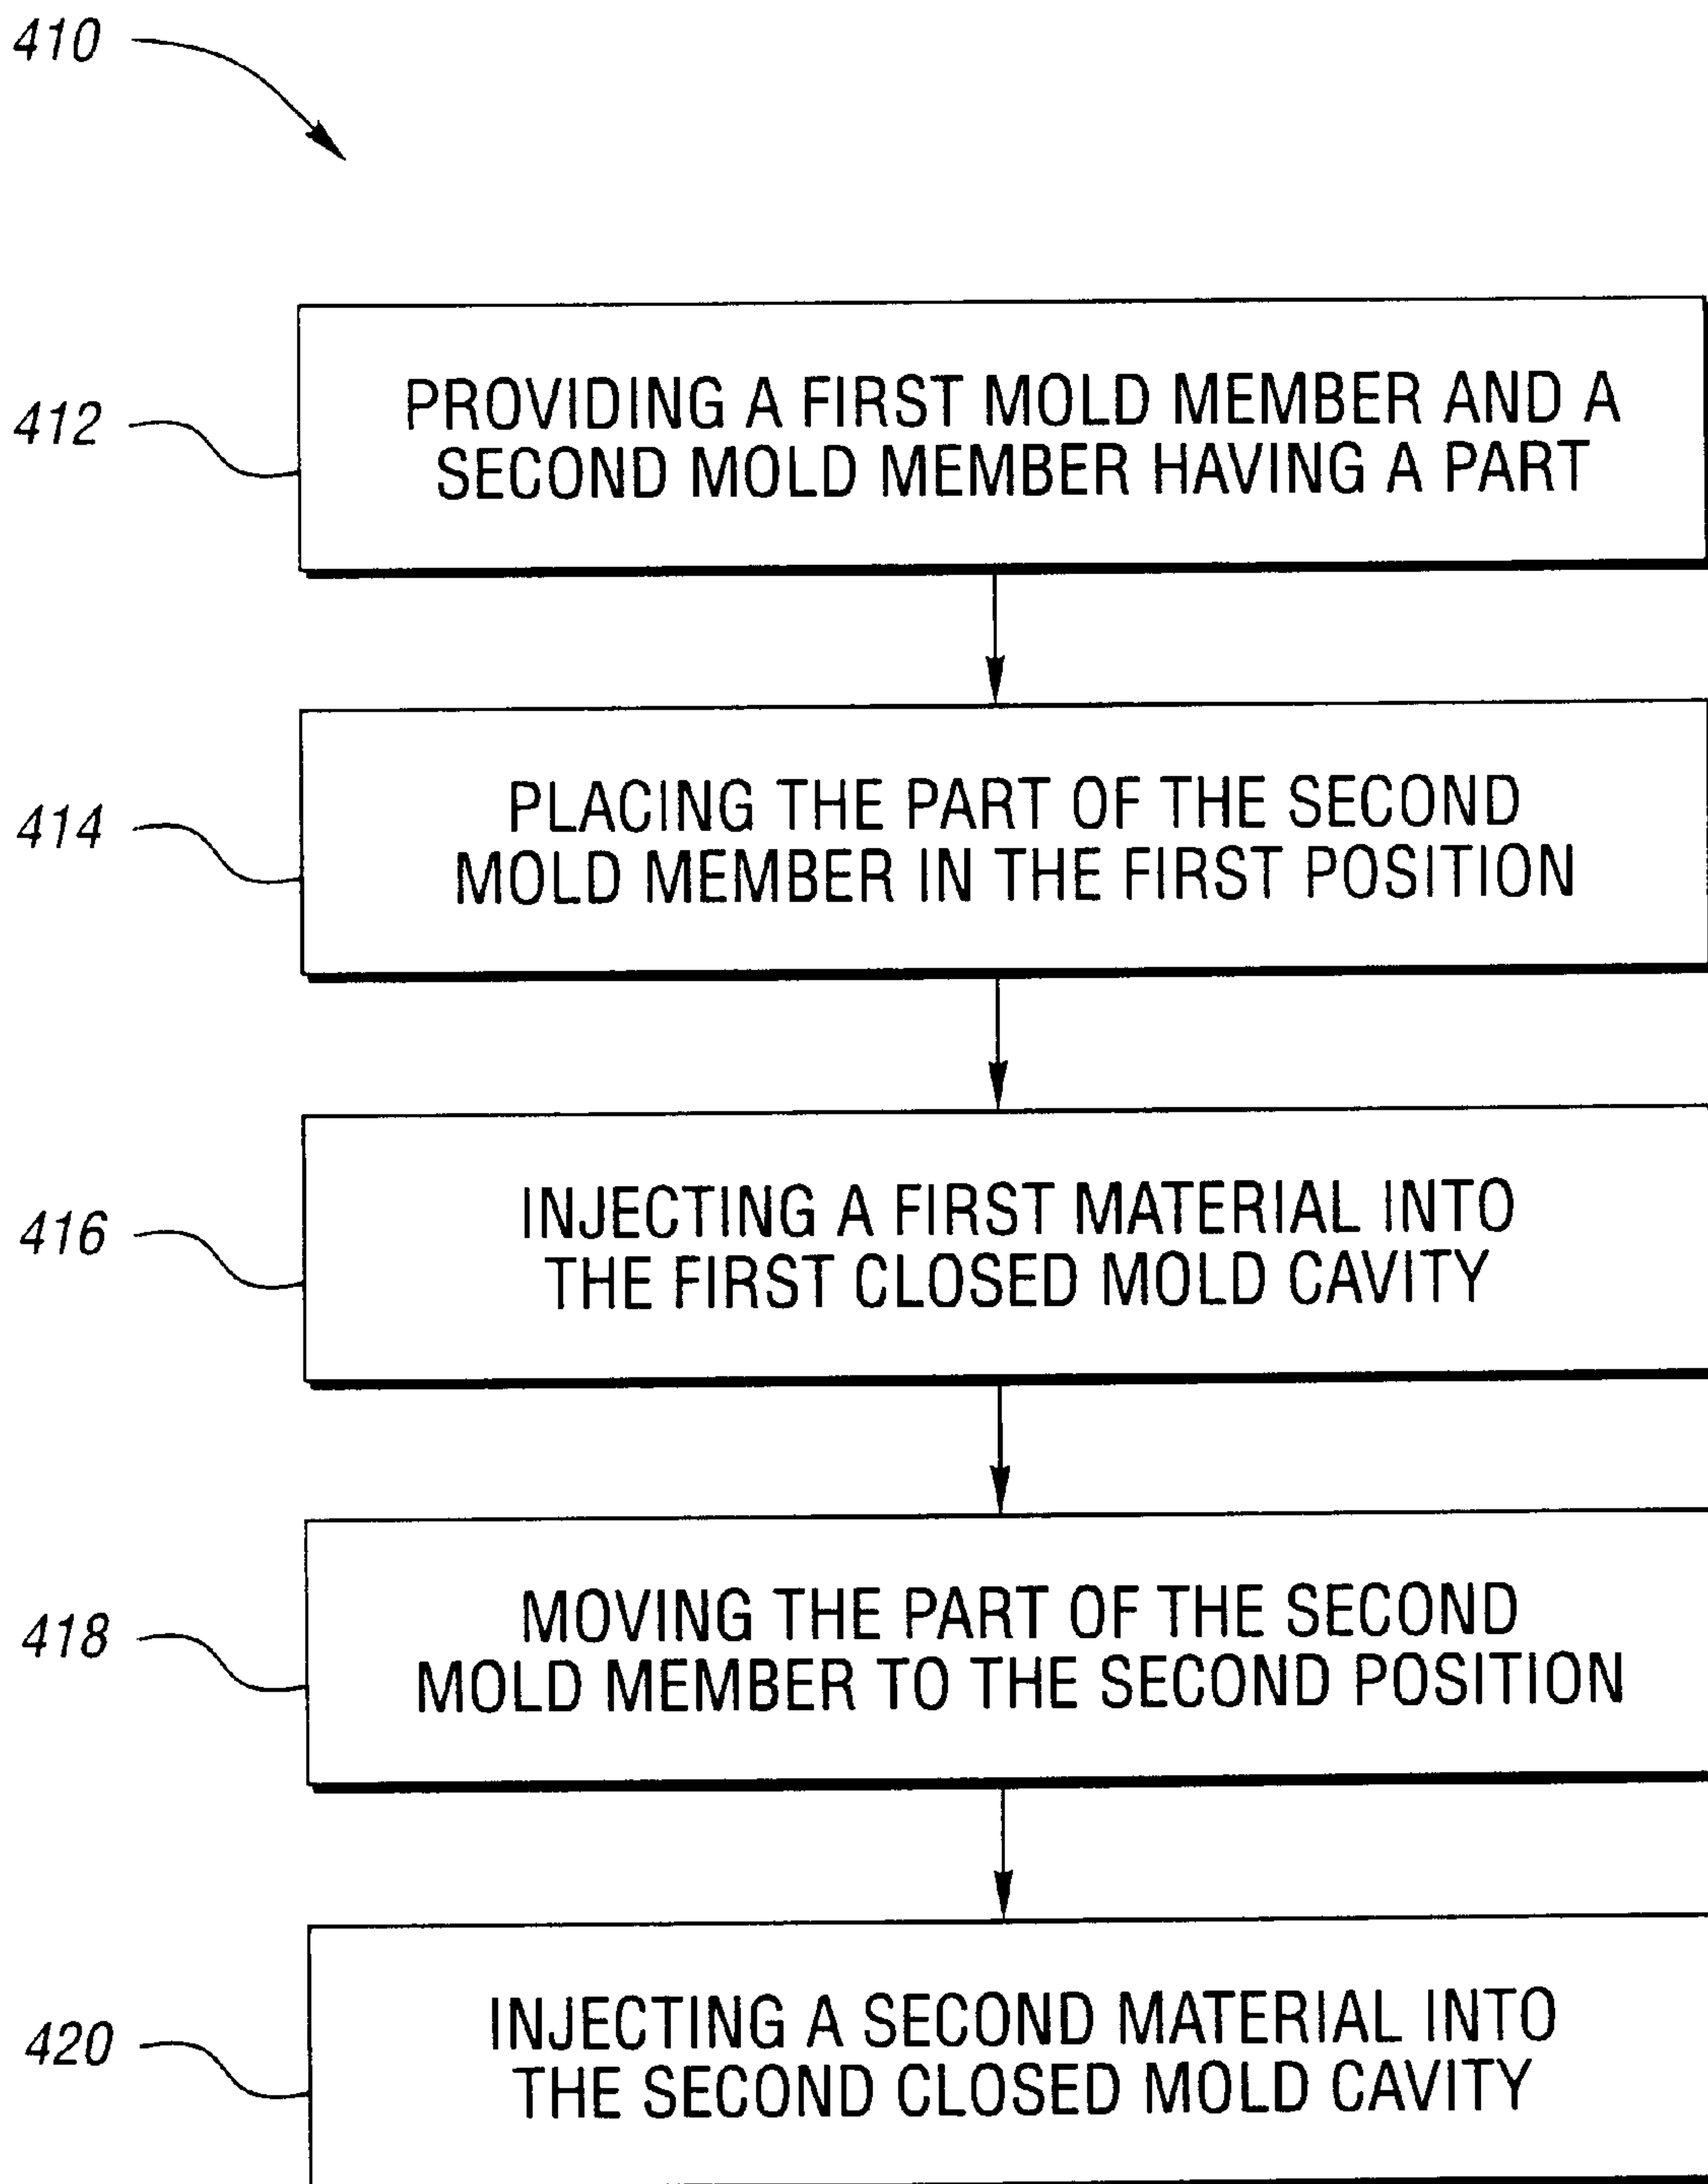 410
412
PROVIDING A FIRST MOLD MEMBER AND A
SECOND MOLD MEMBER HAVING A PART
414
PLACING THE PART OF THE SECOND
MOLD MEMBER IN THE FIRST POSITION
416
INJECTING A FIRST MATERIAL INTO
THE FIRST CLOSED MOLD CAVITY
418
MOVING THE PART OF THE SECOND
MOLD MEMBER TO THE SECOND POSITION
420
INJECTING A SECOND MATERIAL INTO
THE SECOND CLOSED MOLD CAVITY